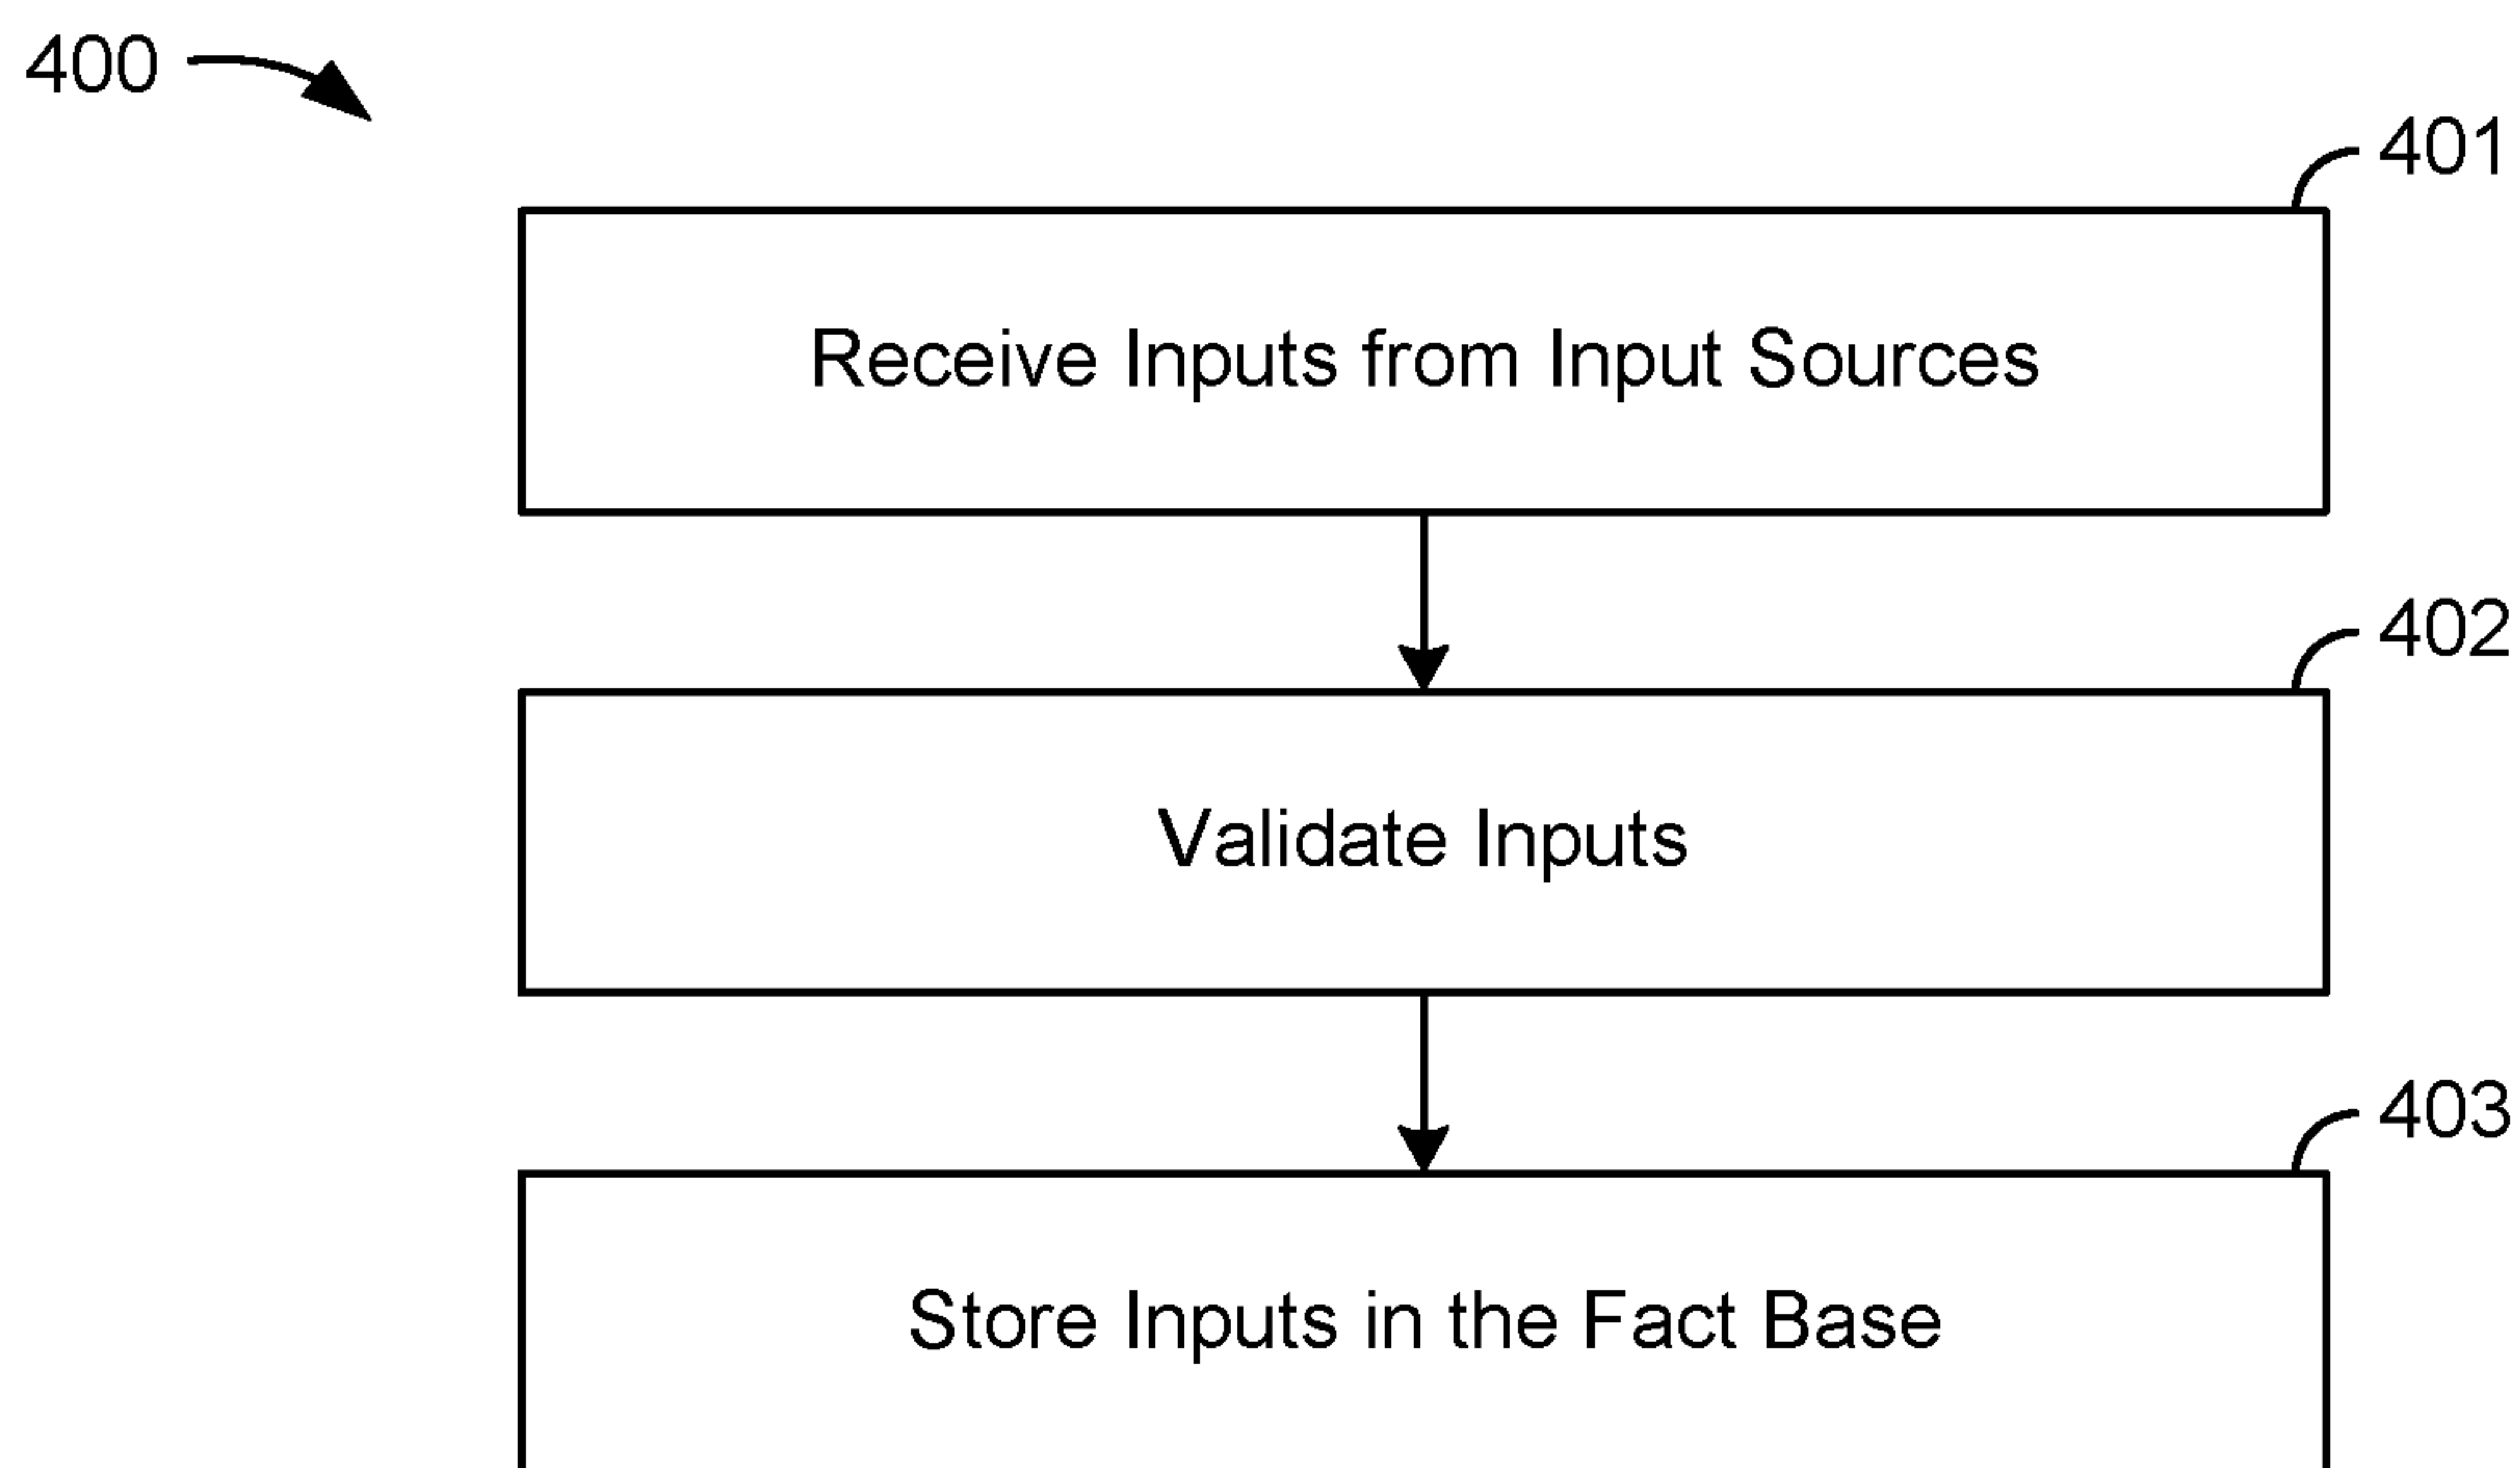 400
401
Receive Inputs from Input Sources
402
Validate Inputs
403
Store Inputs in the Fact Base